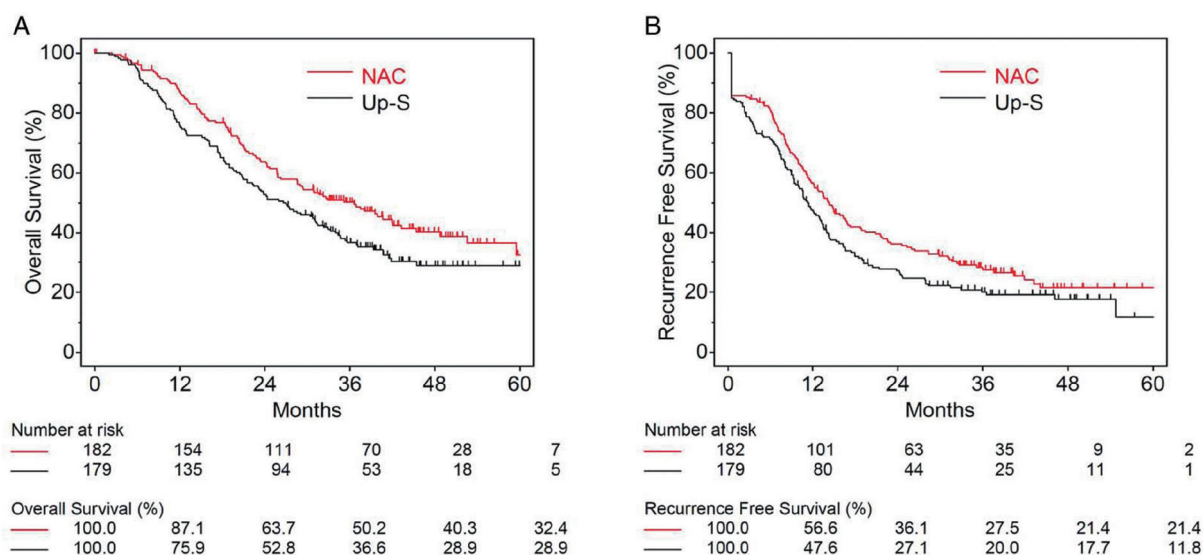 A
Overall Survival (%)
100
80
60
40
20
0
NAC
Up-S
0 12 24 36 48 60
Months
Number at risk
182 154 111 70 28 7
179 135 94 53 18 5
Overall Survival (%)
100.0 87.1 63.7 50.2 40.3 32.4
100.0 75.9 52.8 36.6 28.9 28.9
B
Recurrence Free Survival (%)
100
80
60
40
20
0
NAC
Up-S
0 12 24 36 48 60
Months
Number at risk
182 101 63 35 9 2
179 80 44 25 11 1
Recurrence Free Survival (%)
100.0 56.6 36.1 27.5 21.4 21.4
100.0 47.6 27.1 20.0 17.7 11.8